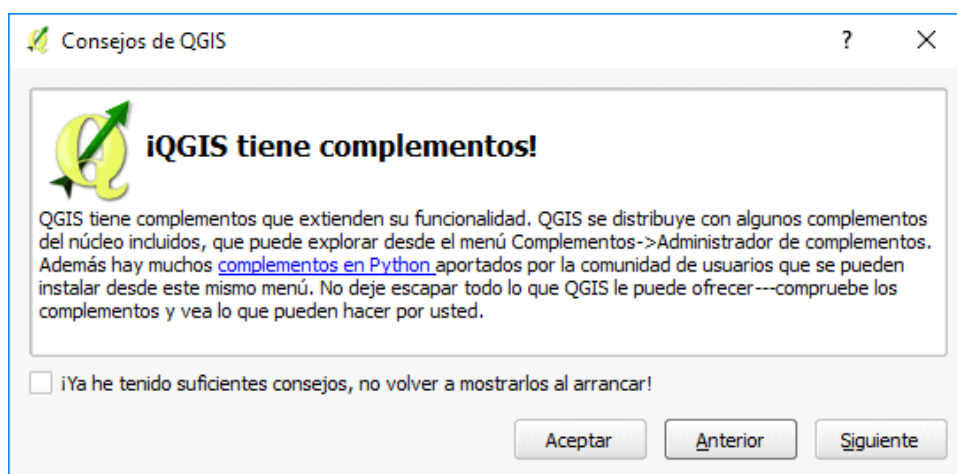 Consejos de QGIS
?
¡QGIS tiene complementos!
QGIS tiene complementos que extienden su funcionalidad. QGIS se distribuye con algunos complementos
del núcleo incluidos, que puede explorar desde el menú Complementos->Administrador de complementos.
Además hay muchos complementos en Python aportados por la comunidad de usuarios que se pueden
instalar desde este mismo menú. No deje escapar todo lo que QGIS le puede ofrecer---compruebe los
complementos y vea lo que pueden hacer por usted.
¡Ya he tenido suficientes consejos, no volver a mostrarlos al arrancar!
Aceptar Anterior Siguiente